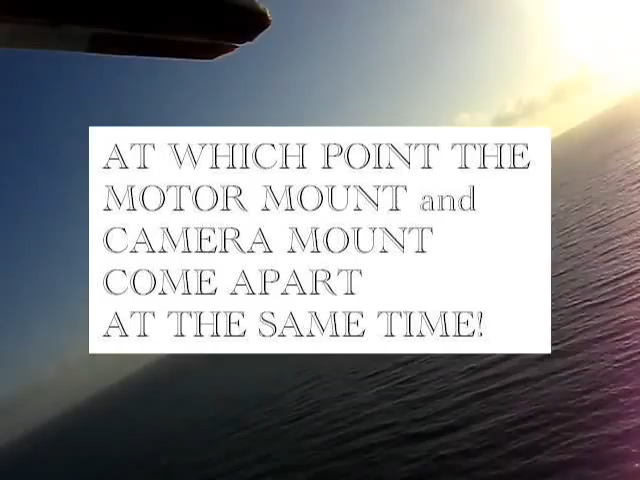 AT WHICH POINT THE
MOTOR MOUNT and
CAMERA MOUNT
COME APART
AT THE SAME TIME!